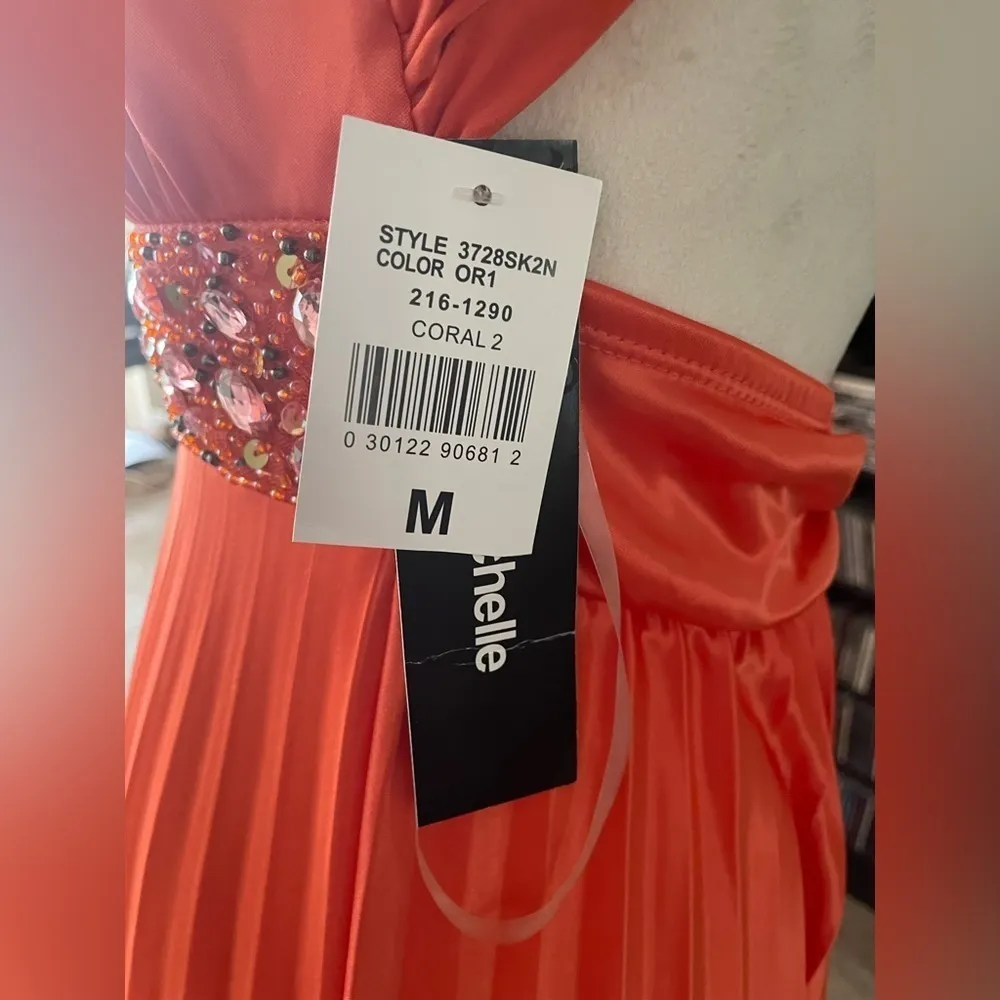 STYLE 3728SK2N
COLOR OR1
216-1290
CORAL 2
0 30122 90681 2
M
chelle